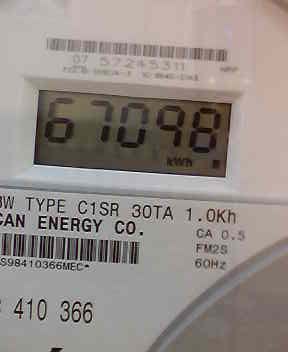 07 57245311
67098
kWh
3W TYPE C1SR 30TA 1.0Kh
CAN ENERGY CO.
CA 0.5
FM2S
S98410366MEC*
60Hz
410 366